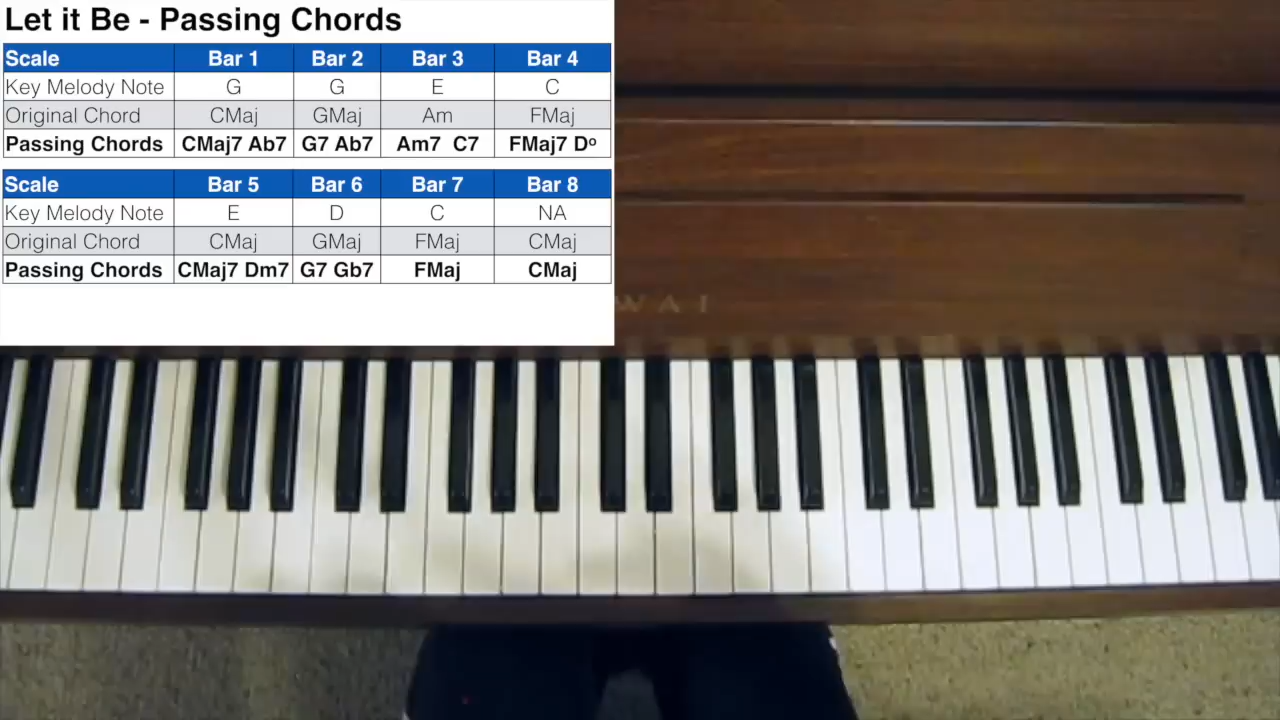 Let it Be - Passing Chords
Scale Bar 1 Bar 2 Bar 3 Bar 4
Key Melody Note G G E C
Original Chord CMaj GMaj Am FMaj
Passing Chords CMaj7 Ab7 G7 Ab7 Am7 C7 FMaj7 Dº
Scale Bar 5 Bar 6 Bar 7 Bar 8
Key Melody Note E D C NA
Original Chord CMaj GMaj FMaj CMaj
Passing Chords CMaj7 Dm7 G7 Gb7 FMaj CMaj
WAI